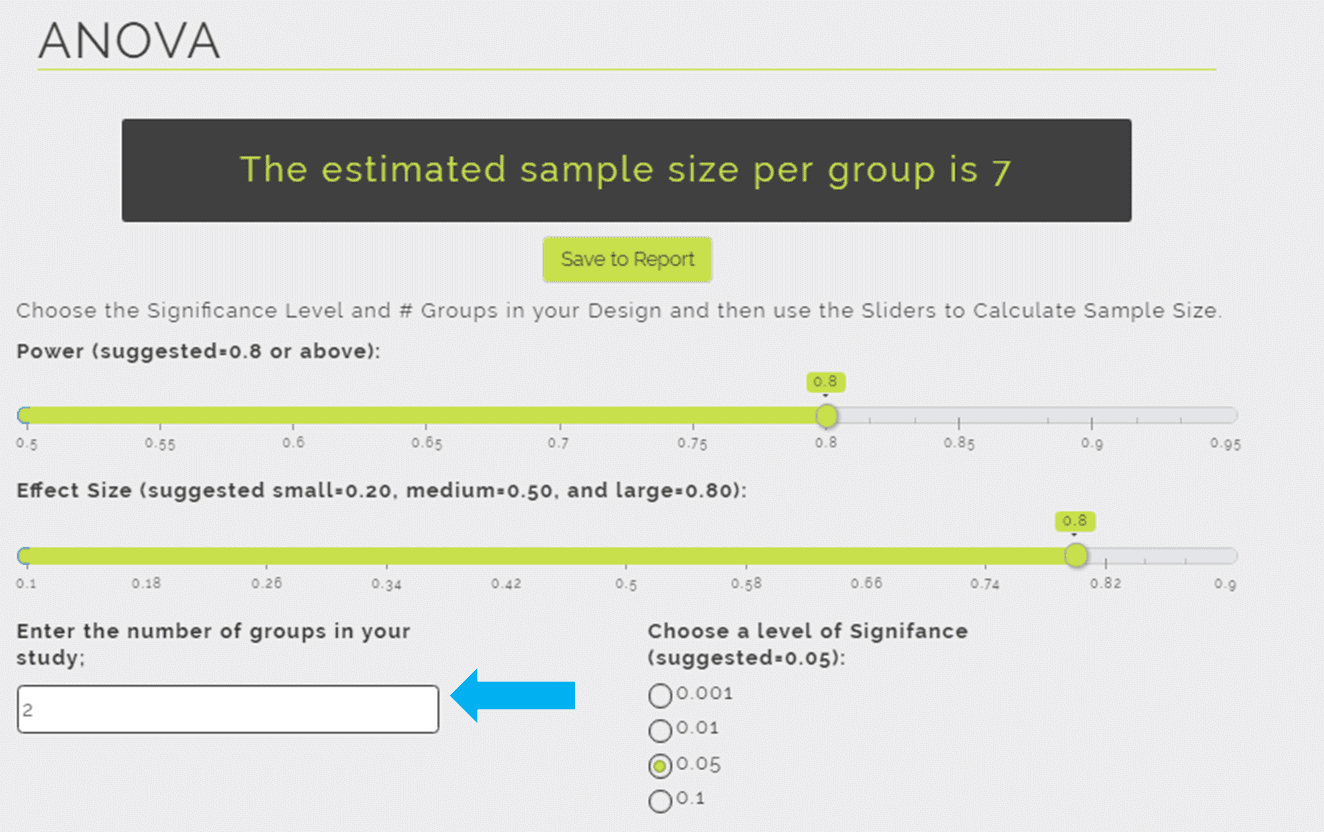 ANOVA
The estimated sample size per group is 7
Save to Report
Choose the Significance Level and # Groups in your Design and then use the Sliders to Calculate Sample Size.
Power (suggested=0.8 or above):
0.8
0.5 0.55 0.6 0.65 0.7 0.75 0.8 0.85 0.9 0.95
Effect Size (suggested small=0.20, medium=0.50, and large=0.80):
0.8
0.1 0.18 0.26 0.34 0.42 0.5 0.58 0.66 0.74 0.82 0.9
Enter the number of groups in your
study;
2
Choose a level of Signifance
(suggested=0.05):
0.001
0.01
0.05
0.1